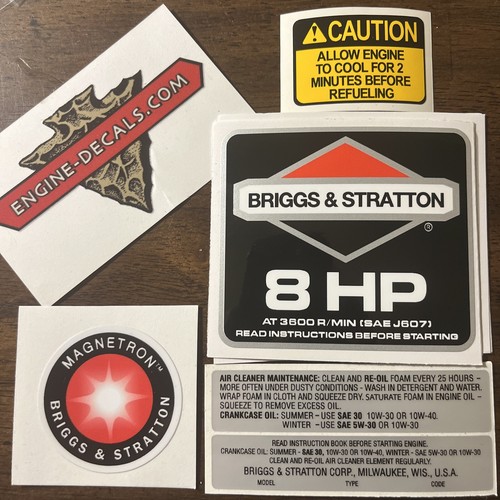 ENGINE-DECALS.COM
⚠ CAUTION
ALLOW ENGINE
TO COOL FOR 2
MINUTES BEFORE
REFUELING
BRIGGS & STRATTON
®
8 HP
AT 3600 R/MIN (SAE J607)
READ INSTRUCTIONS BEFORE STARTING
MAGNETRON™
BRIGGS & STRATTON
AIR CLEANER MAINTENANCE: CLEAN AND RE-OIL FOAM EVERY 25 HOURS -
MORE OFTEN UNDER DUSTY CONDITIONS - WASH IN DETERGENT AND WATER.
WRAP FOAM IN CLOTH AND SQUEEZE DRY. SATURATE FOAM IN ENGINE OIL -
SQUEEZE TO REMOVE EXCESS OIL.
CRANKCASE OIL: SUMMER - USE SAE 30 10W-30 OR 10W-40.
WINTER - USE SAE 5W-30 OR 10W-30
READ INSTRUCTION BOOK BEFORE STARTING ENGINE.
CRANKCASE OIL: SUMMER - SAE 30, 10W-30 OR 10W-40, WINTER - SAE 5W-30 OR 10W-30
CLEAN AND RE-OIL AIR CLEANER ELEMENT REGULARLY.
BRIGGS & STRATTON CORP., MILWAUKEE, WIS., U.S.A.
MODEL TYPE CODE